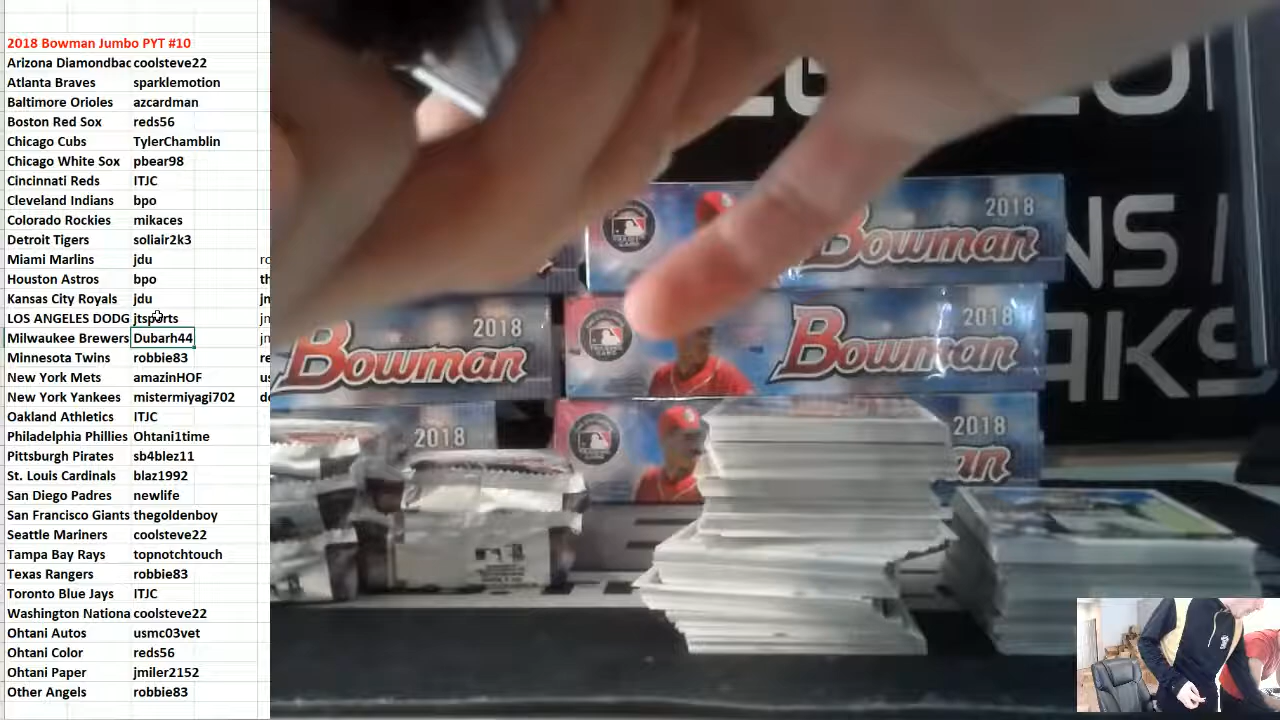 2018 Bowman Jumbo PYT #10
Arizona Diamondbac coolsteve22
Atlanta Braves sparklemotion
Baltimore Orioles azcardman
Boston Red Sox reds56
Chicago Cubs TylerChamblin
Chicago White Sox pbear98
Cincinnati Reds ITJC
Cleveland Indians bpo
Colorado Rockies mikaces
Detroit Tigers soliair2k3
Miami Marlins jdu
Houston Astros bpo th
Kansas City Royals jdu
LOS ANGELES DODG jtsports
Milwaukee Brewers Dubarh44
Minnesota Twins robbie83 re
New York Mets amazinHOF us
New York Yankees mistermiyagi702
Oakland Athletics ITJC
Philadelphia Phillies Ohtani1time
Pittsburgh Pirates sb4blez11
St. Louis Cardinals blaz1992
San Diego Padres newlife
San Francisco Giants thegoldenboy
Seattle Mariners coolsteve22
Tampa Bay Rays topnotchtouch
Texas Rangers robbie83
Toronto Blue Jays ITJC
Washington Nationa coolsteve22
Ohtani Autos usmc03vet
Ohtani Color reds56
Ohtani Paper jmiler2152
Other Angels robbie83
2018
Bowman
2018
Bowman
2018
Bowman
2018
2018
an
NS
AKS